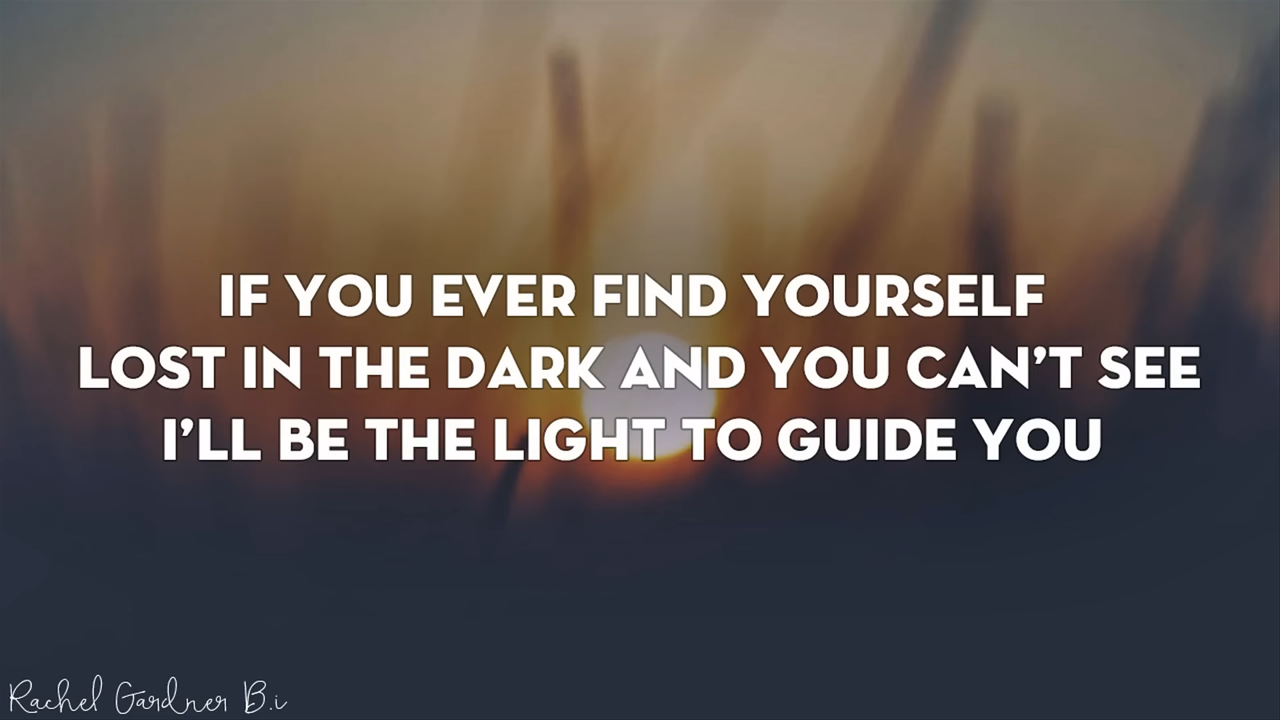 IF YOU EVER FIND YOURSELF
LOST IN THE DARK AND YOU CAN’T SEE
I’LL BE THE LIGHT TO GUIDE YOU
Rachel Gardner B.i